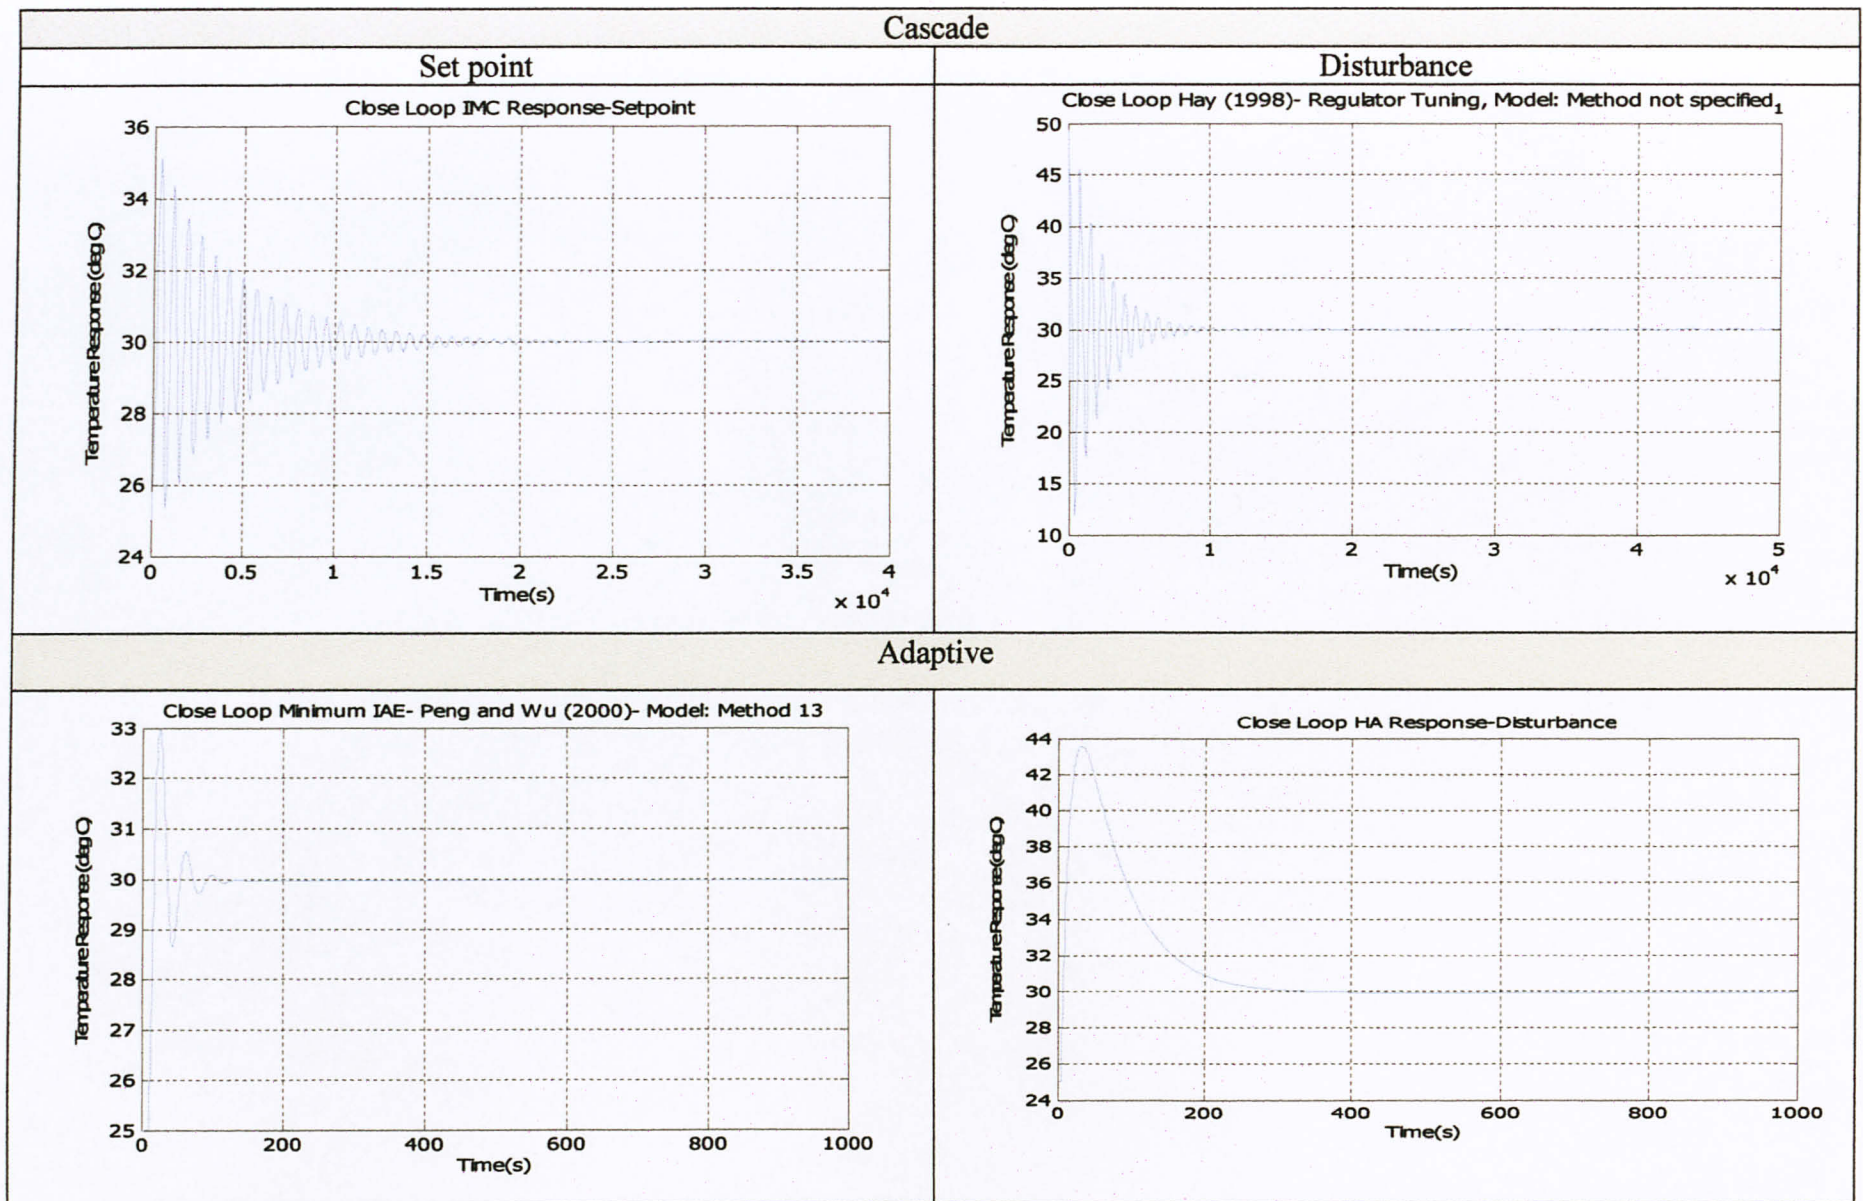 Cascade
Set point
Disturbance
Close Loop IMC Response-Setpoint
36
34
32
30
28
26
24
0 0.5 1 1.5 2 2.5 3 3.5 4
Temperature Response (deg C)
Time(s)
x 10^4
Close Loop Hay (1998)- Regulator Tuning, Model: Method not specified1
50
45
40
35
30
25
20
15
10
0 1 2 3 4 5
Temperature Response (deg C)
Time(s)
x 10^4
Adaptive
Close Loop Minimum IAE- Peng and Wu (2000)- Model: Method 13
33
32
31
30
29
28
27
26
25
0 200 400 600 800 1000
Temperature Response (deg C)
Time(s)
Close Loop HA Response-Disturbance
44
42
40
38
36
34
32
30
28
26
24
0 200 400 600 800 1000
Temperature Response (deg C)
Time(s)